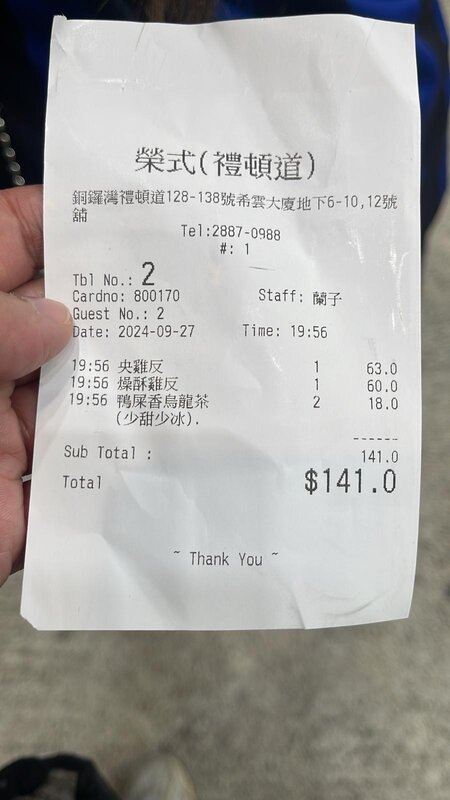 榮式(禮頓道)
銅鑼灣禮頓道128-138號希雲大廈地下6-10,12號
舖
Tel:2887-0988
#: 1
Tbl No.: 2
Cardno: 800170 Staff: 蘭子
Guest No.: 2
Date: 2024-09-27 Time: 19:56
19:56 央雞反 1 63.0
19:56 燥酥雞反 1 60.0
19:56 鴨屎香烏龍茶 2 18.0
(少甜少冰).
------
Sub Total : 141.0
Total $141.0
~ Thank You ~